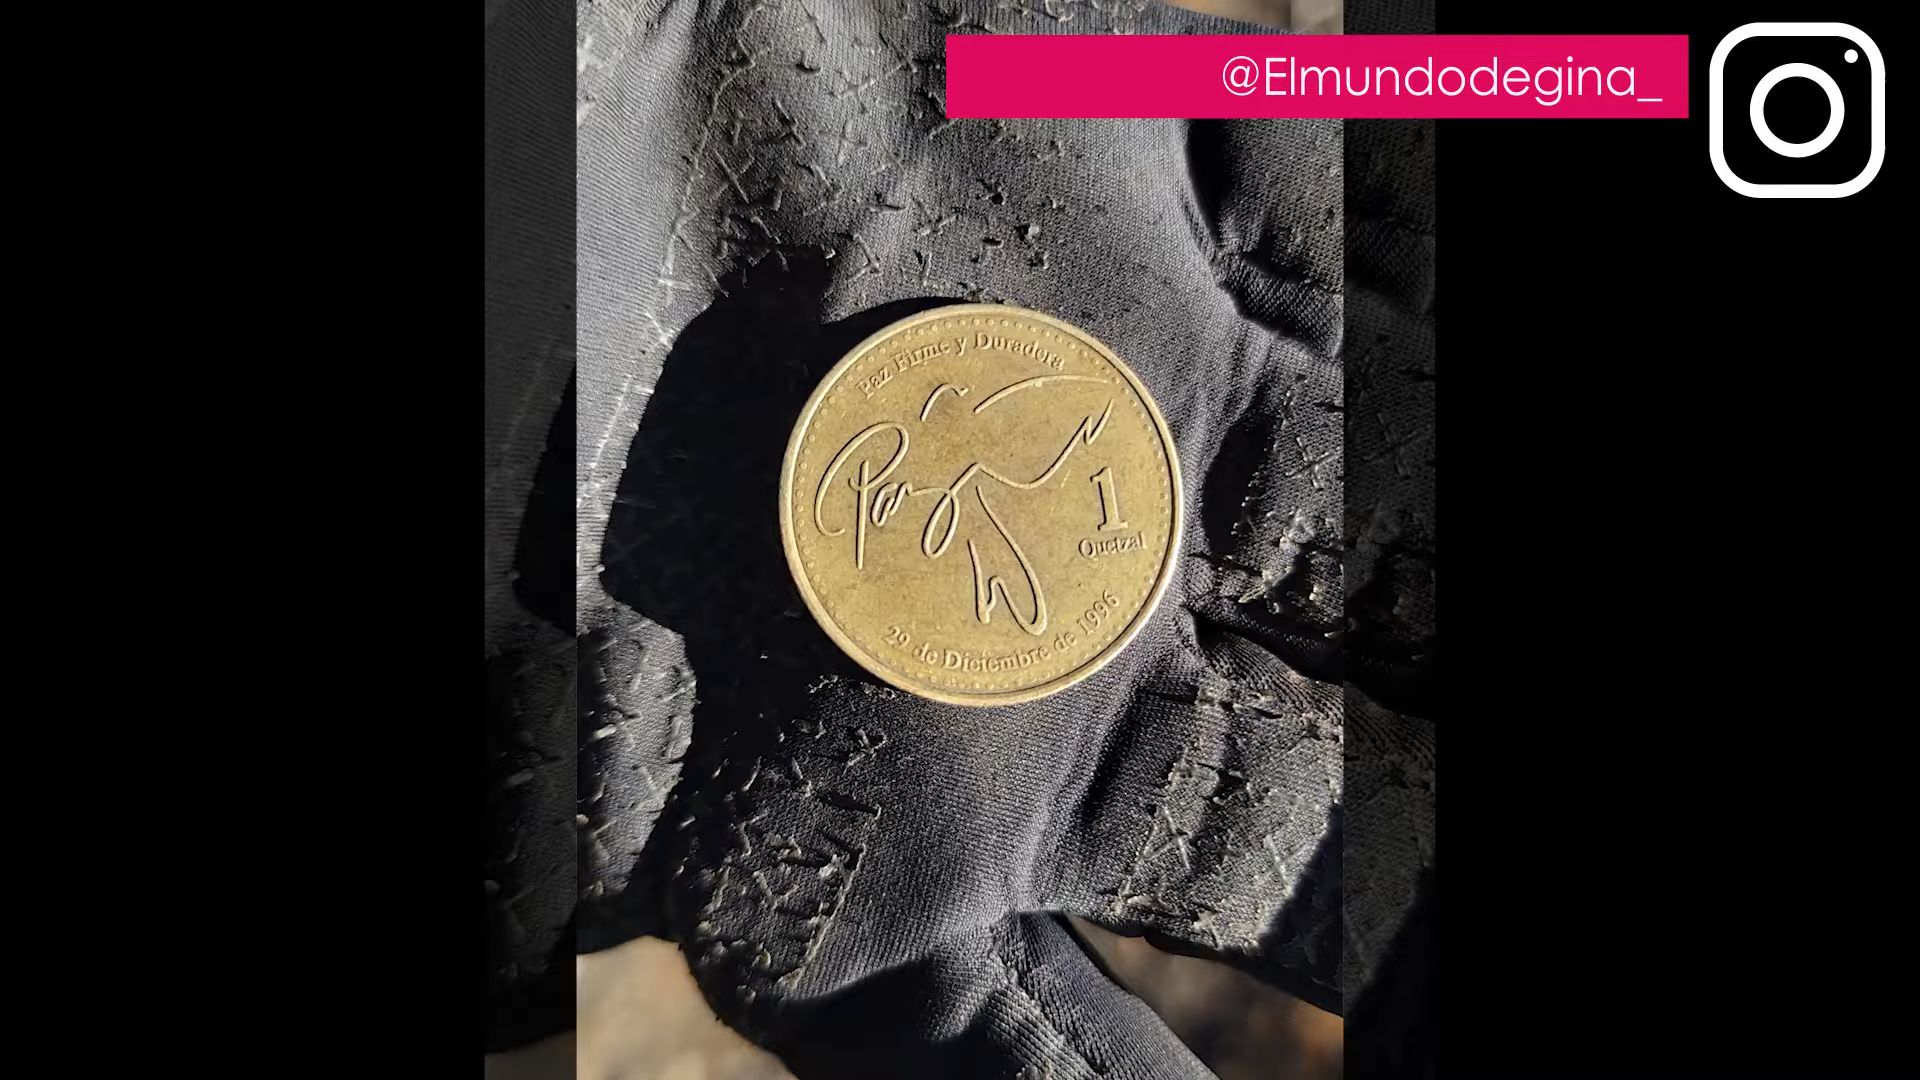 @Elmundodegina_
Paz Firme y Duradera
Paz
1
Quetzal
29 de Diciembre de 1996